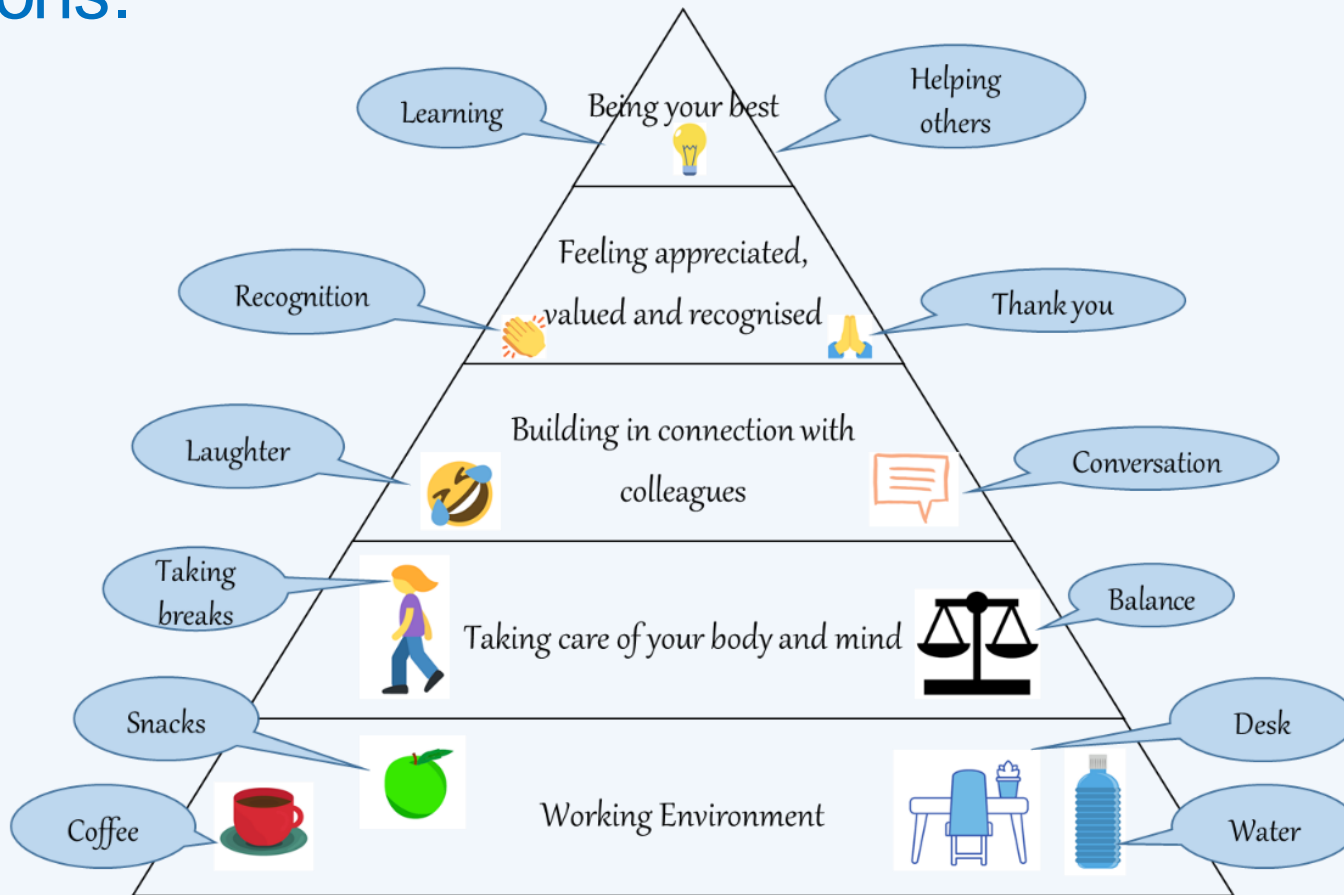 ons:
Learning
Being your best
Helping
others
Feeling appreciated,
valued and recognised
Recognition
Thank you
Building in connection with
colleagues
Laughter
Conversation
Taking
breaks
Taking care of your body and mind
Balance
Snacks
Desk
Working Environment
Coffee
Water